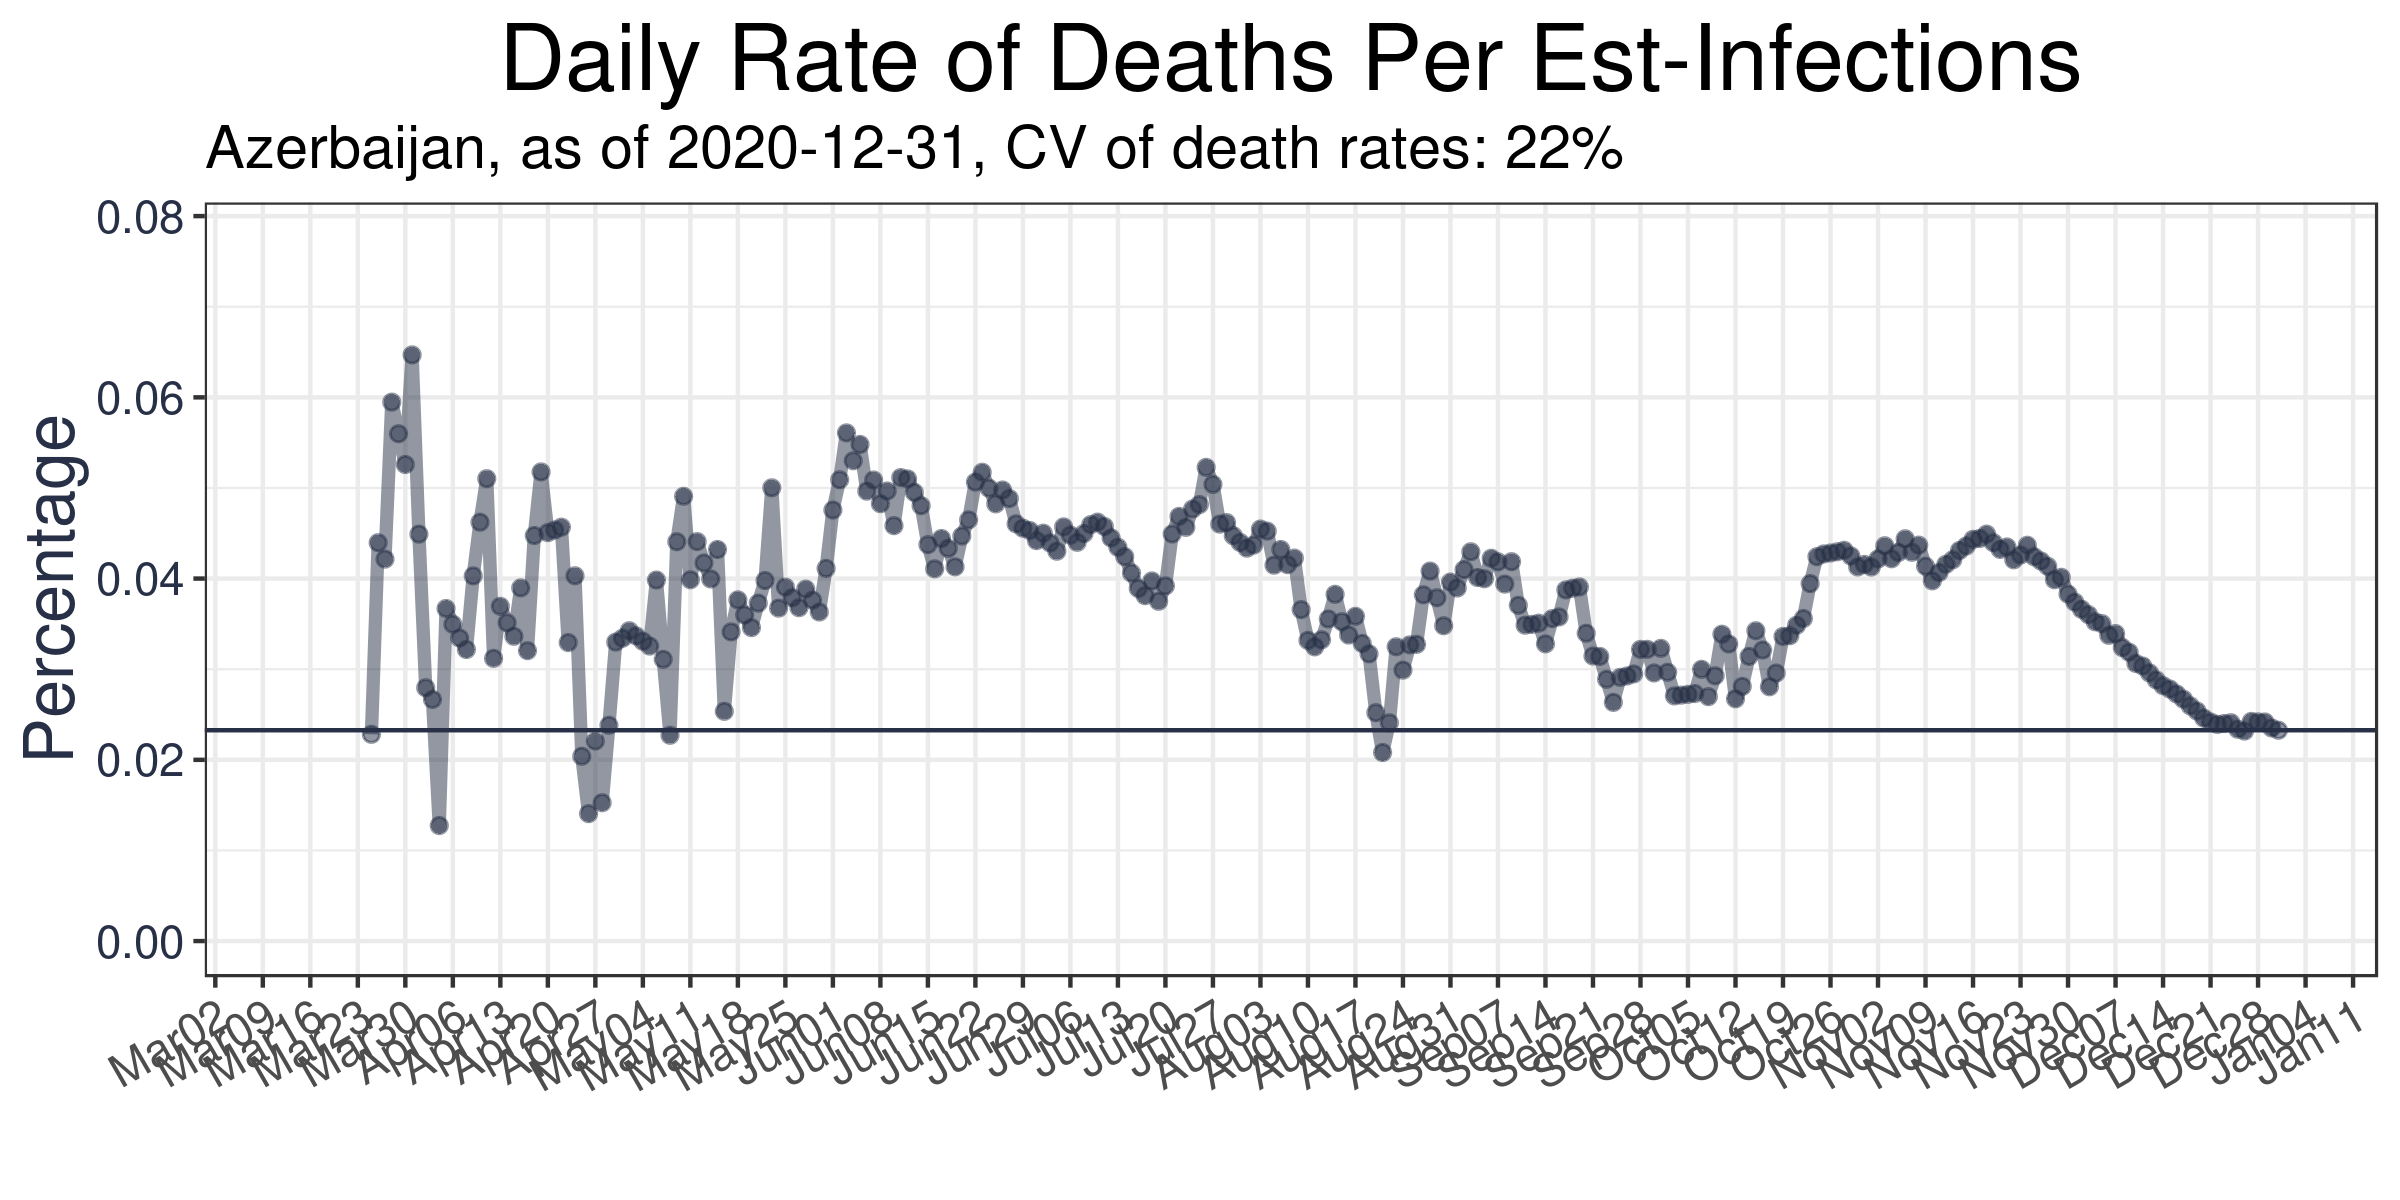 Daily Rate of Deaths Per Est-Infections
Azerbaijan, as of 2020-12-31, CV of death rates: 22%
Percentage
0.08
0.06
0.04
0.02
0.00
Mar02
Mar09
Mar16
Mar23
Mar30
Apr06
Apr13
Apr20
Apr27
May04
May11
May18
May25
Jun01
Jun08
Jun15
Jun22
Jun29
Jul06
Jul13
Jul20
Jul27
Aug03
Aug10
Aug17
Aug24
Aug31
Sep07
Sep14
Sep21
Sep28
Oct05
Oct12
Oct19
Oct26
Nov02
Nov09
Nov16
Nov23
Nov30
Dec07
Dec14
Dec21
Dec28
Jan04
Jan11